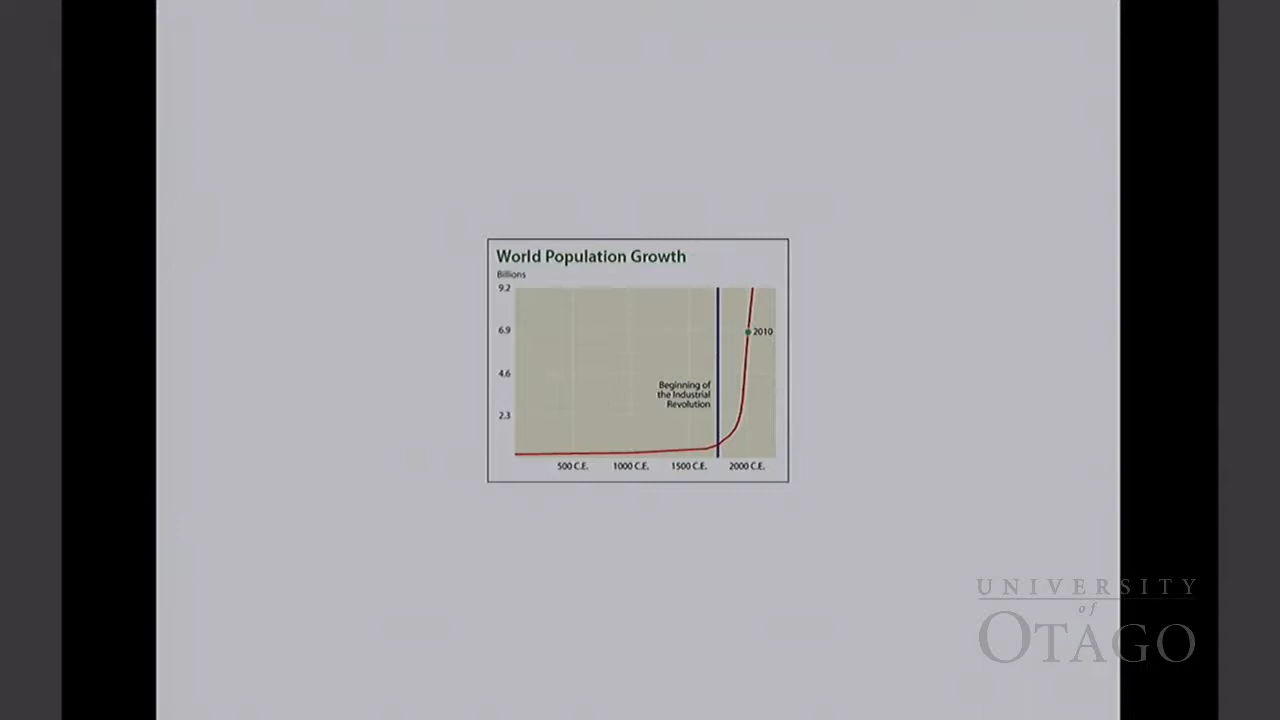 World Population Growth
Billions
9.2
6.9
4.6
2.3
2010
Beginning of
the Industrial
Revolution
500 C.E. 1000 C.E. 1500 C.E. 2000 C.E.
UNIVERSITY
of
OTAGO